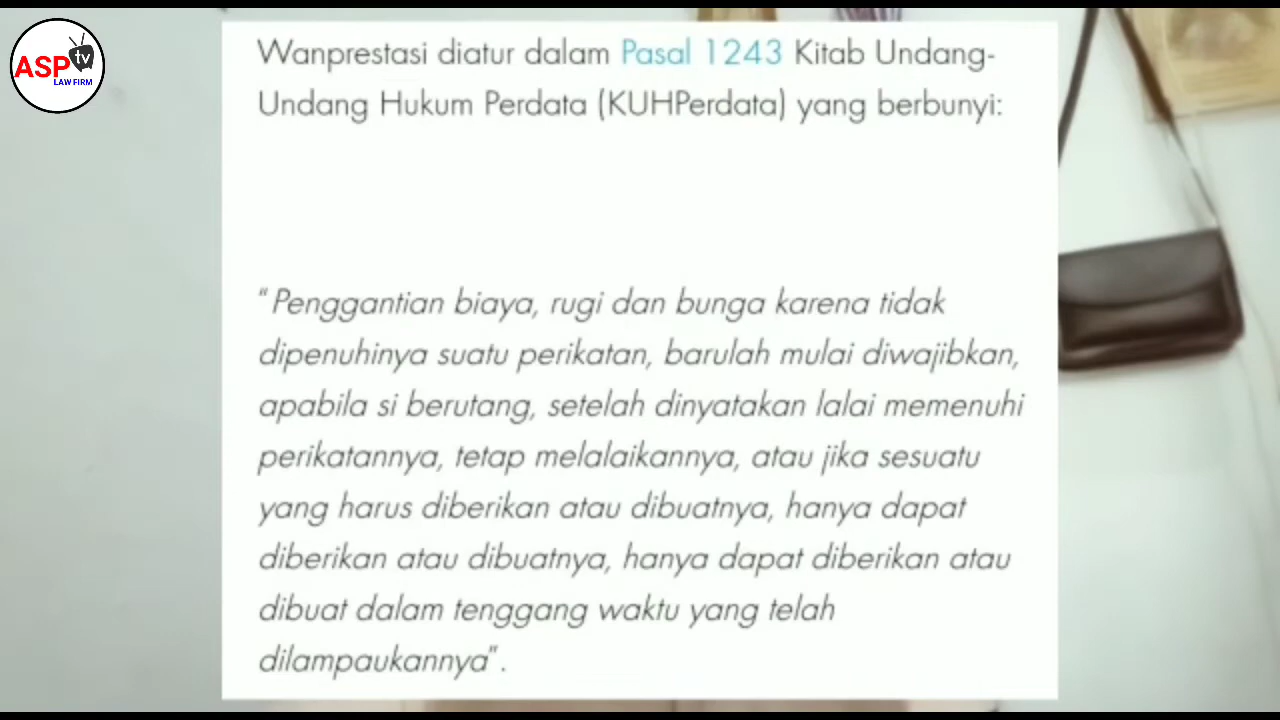 ASP tv
LAW FIRM
Wanprestasi diatur dalam Pasal 1243 Kitab Undang-
Undang Hukum Perdata (KUHPerdata) yang berbunyi:
"Penggantian biaya, rugi dan bunga karena tidak
dipenuhinya suatu perikatan, barulah mulai diwajibkan,
apabila si berutang, setelah dinyatakan lalai memenuhi
perikatannya, tetap melalaikannya, atau jika sesuatu
yang harus diberikan atau dibuatnya, hanya dapat
diberikan atau dibuatnya, hanya dapat diberikan atau
dibuat dalam tenggang waktu yang telah
dilampaukannya".